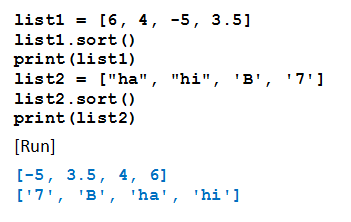 list1 = [6, 4, -5, 3.5]
list1.sort()
print(list1)
list2 = ["ha", "hi", 'B', '7']
list2.sort()
print(list2)
[Run]
[-5, 3.5, 4, 6]
['7', 'B', 'ha', 'hi']